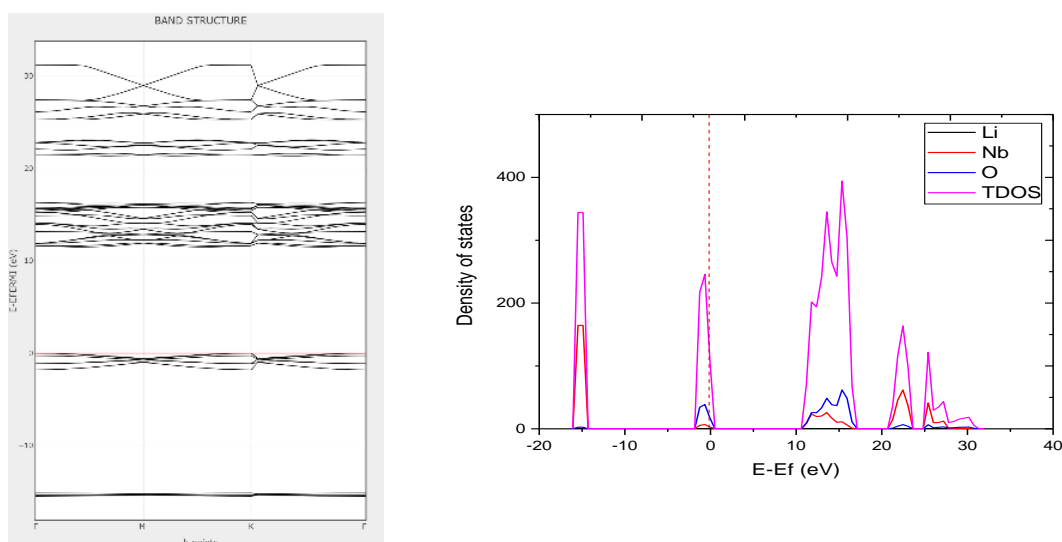 BAND STRUCTURE
E-EFERMI (eV)
30
20
10
0
−10
Γ M K Γ
Density of states
400
200
0
Li
Nb
O
TDOS
-20 -10 0 10 20 30 40
E-Ef (eV)